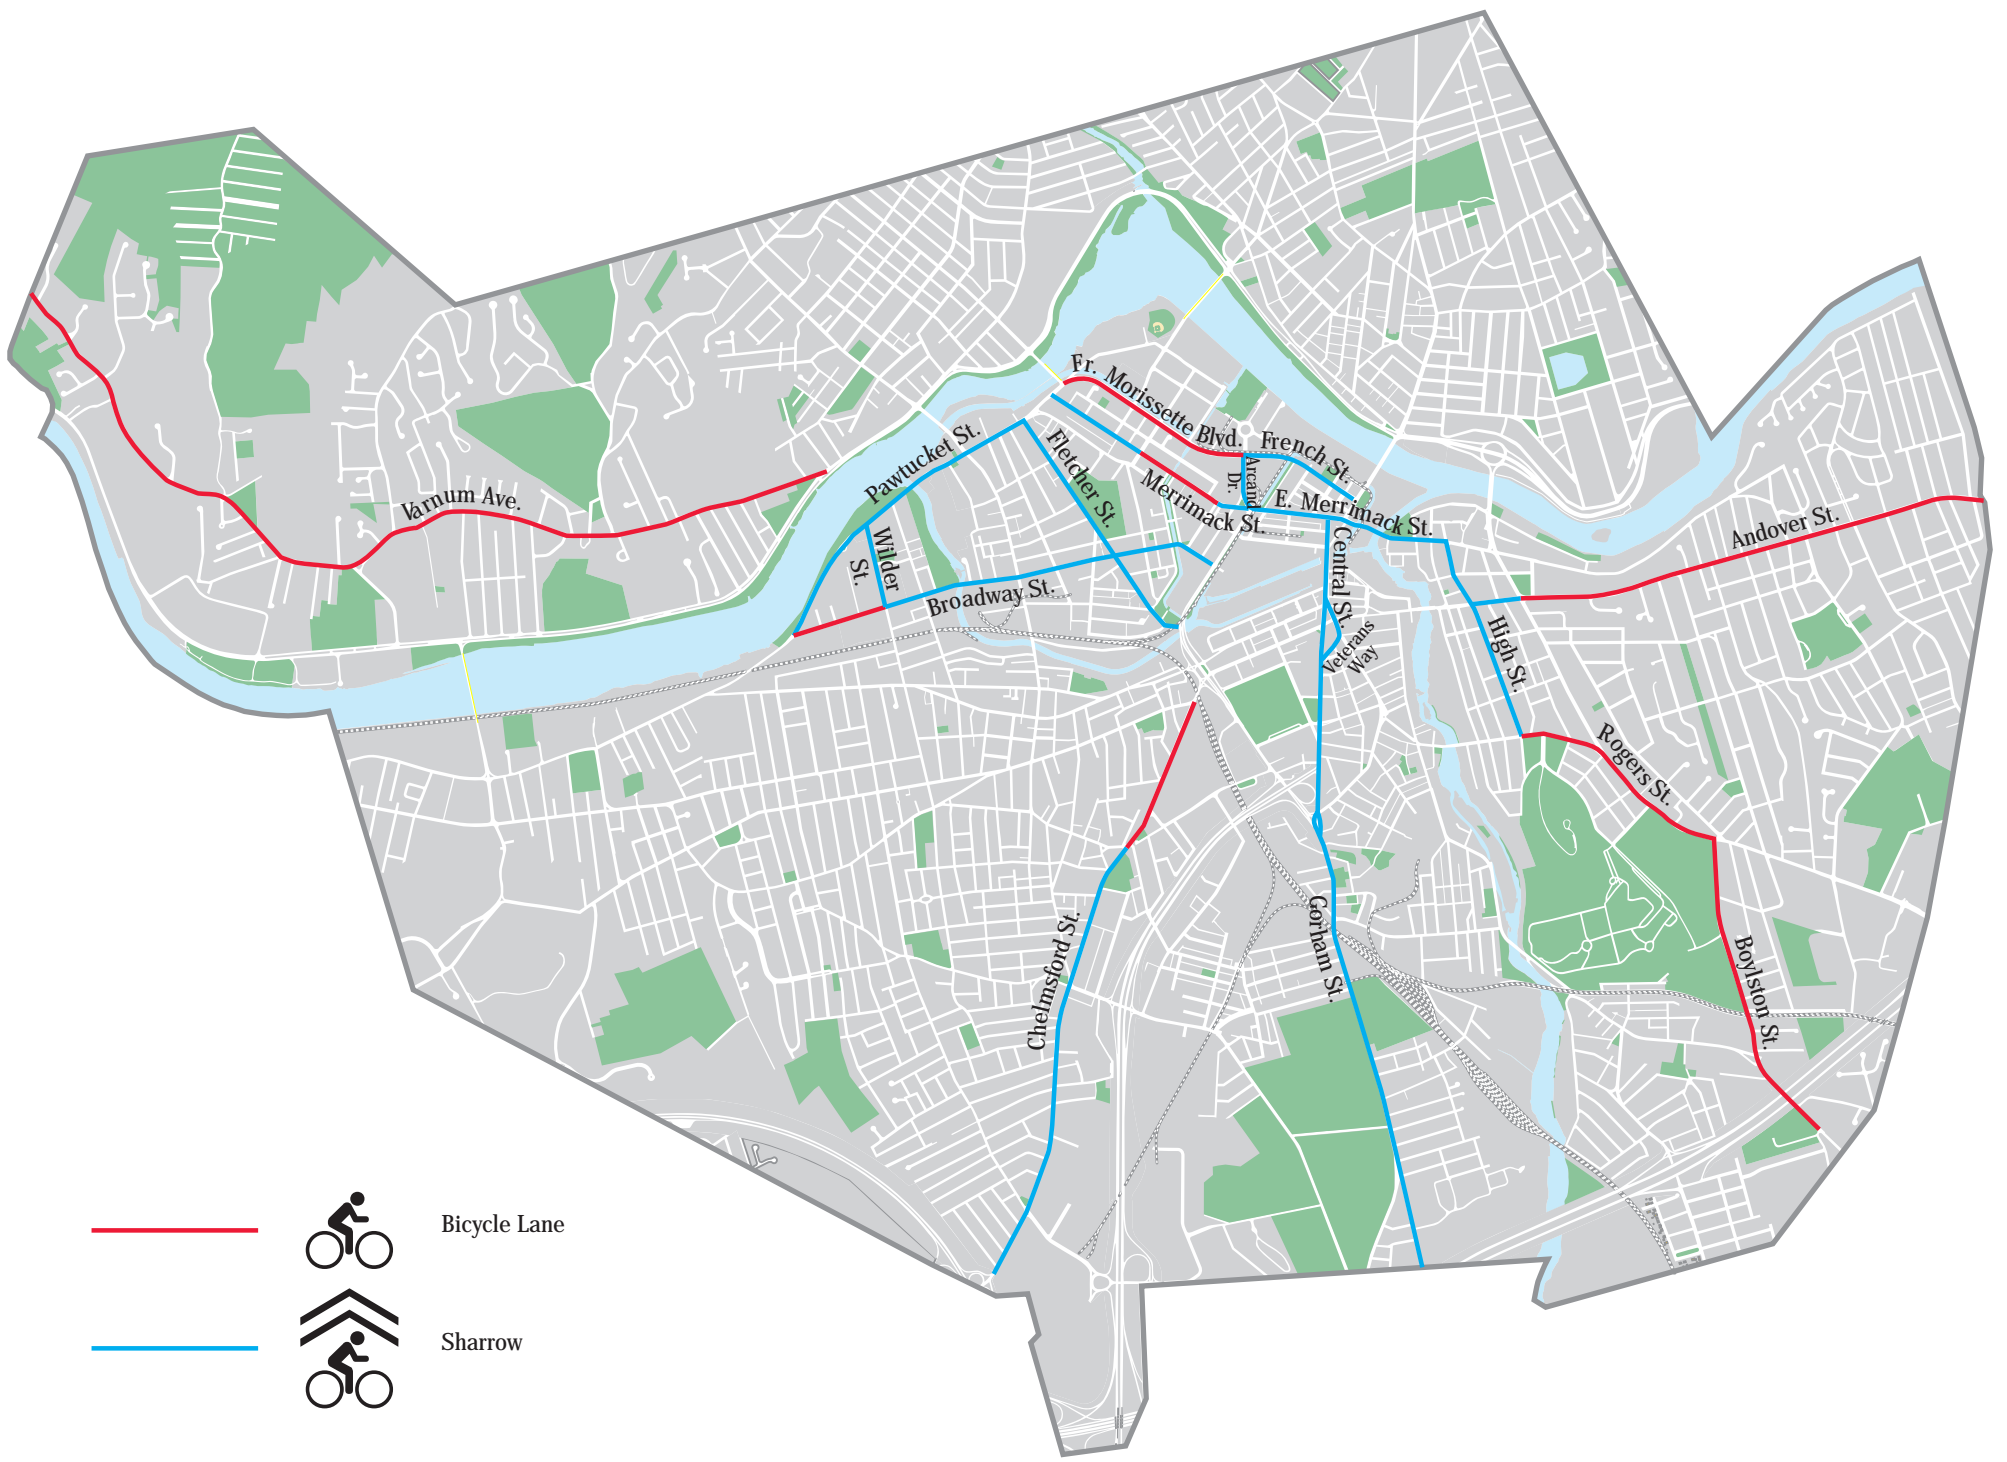 Fr. Morissette Blvd.
French St.
Pawtucket St.
Fletcher St.
Arcand
Dr.
Varnum Ave.
Merrimack St.
E. Merrimack St.
Andover St.
Wilder
St.
Central St.
Broadway St.
Veterans
Way
High St.
Rogers St.
Chelmsford St.
Gorham St.
Boylston St.
Bicycle Lane
Sharrow